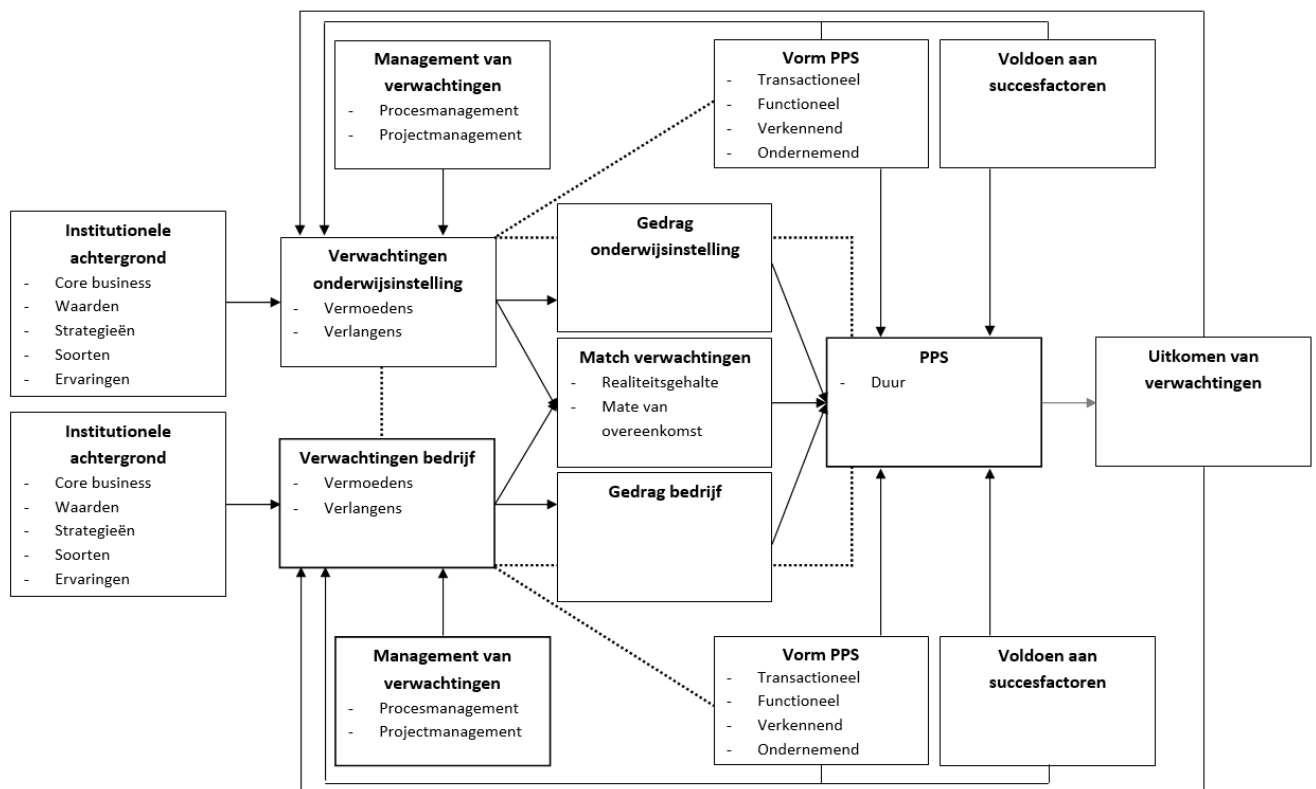 Management van
verwachtingen
- Procesmanagement
- Projectmanagement
Vorm PPS
- Transactioneel
- Functioneel
- Verkennend
- Ondernemend
Voldoen aan
succesfactoren
Institutionele
achtergrond
- Core business
- Waarden
- Strategieën
- Soorten
- Ervaringen
Verwachtingen
onderwijsinstelling
- Vermoedens
- Verlangens
Gedrag
onderwijsinstelling
Match verwachtingen
- Realiteitsgehalte
- Mate van
overeenkomst
PPS
- Duur
Uitkomen van
verwachtingen
Institutionele
achtergrond
- Core business
- Waarden
- Strategieën
- Soorten
- Ervaringen
Verwachtingen bedrijf
- Vermoedens
- Verlangens
Gedrag bedrijf
Management van
verwachtingen
- Procesmanagement
- Projectmanagement
Vorm PPS
- Transactioneel
- Functioneel
- Verkennend
- Ondernemend
Voldoen aan
succesfactoren